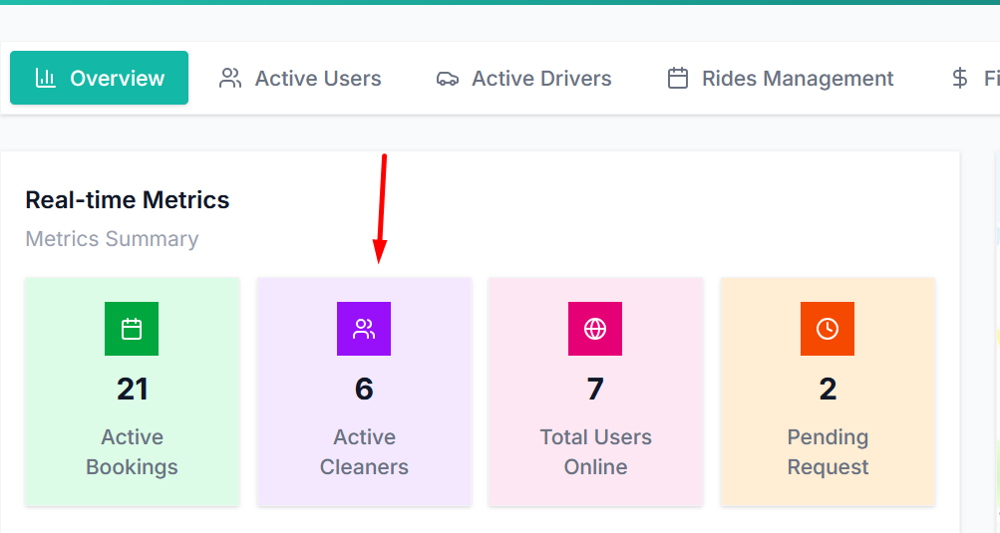 Overview Active Users Active Drivers Rides Management
Real-time Metrics
Metrics Summary
21
Active
Bookings
6
Active
Cleaners
7
Total Users
Online
2
Pending
Request